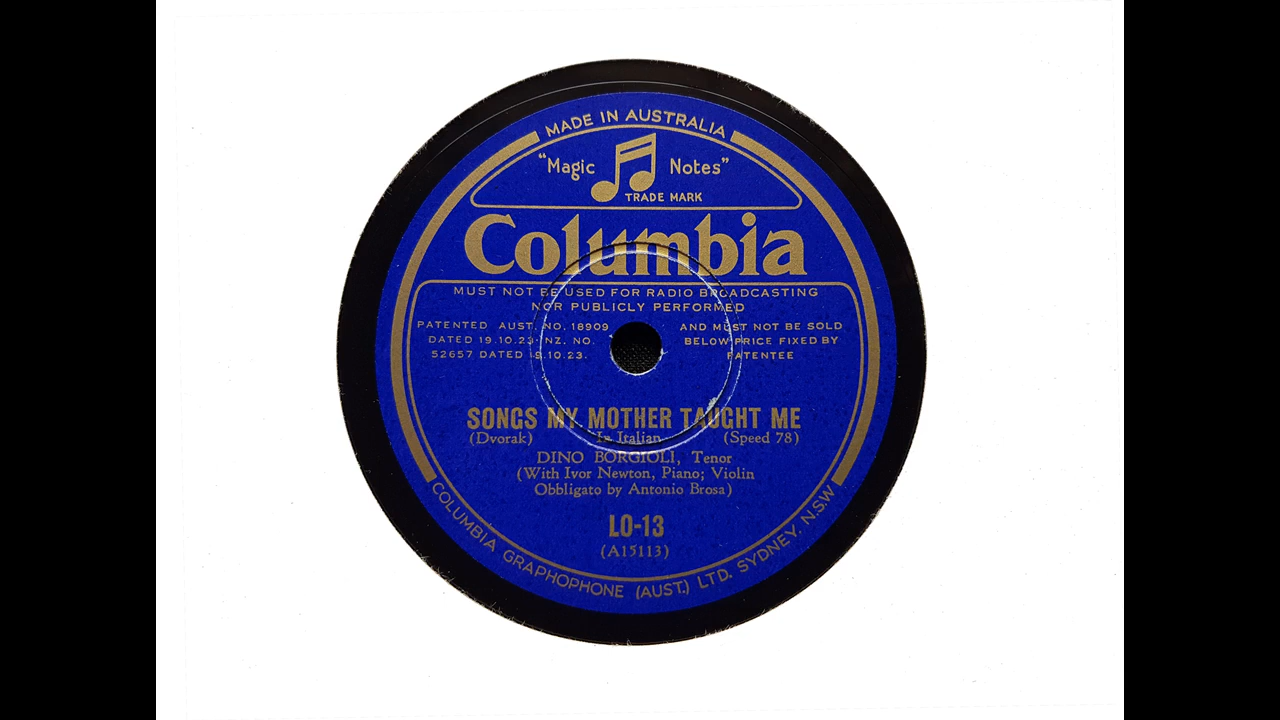 MADE IN AUSTRALIA
"Magic Notes"
TRADE MARK
Columbia
MUST NOT BE USED FOR RADIO BROADCASTING
NOR PUBLICLY PERFORMED
PATENTED AUST. NO. 18909
DATED 19.10.23. NZ. NO.
52657 DATED 19.10.23.
AND MUST NOT BE SOLD
BELOW PRICE FIXED BY
PATENTEE
SONGS MY MOTHER TAUGHT ME
(Dvorak) In Italian (Speed 78)
DINO BORGIOLI, Tenor
(With Ivor Newton, Piano; Violin
Obbligato by Antonio Brosa)
LO-13
(A15113)
COLUMBIA GRAPHOPHONE (AUST.) LTD. SYDNEY. N.S.W